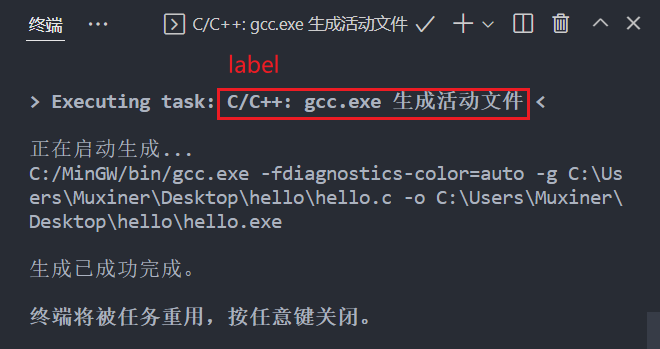 终端 ··· C/C++: gcc.exe 生成活动文件
label
> Executing task: C/C++: gcc.exe 生成活动文件 <
正在启动生成...
C:/MinGW/bin/gcc.exe -fdiagnostics-color=auto -g C:\Us
ers\Muxiner\Desktop\hello\hello.c -o C:\Users\Muxiner\
Desktop\hello\hello.exe
生成已成功完成。
终端将被任务重用，按任意键关闭。